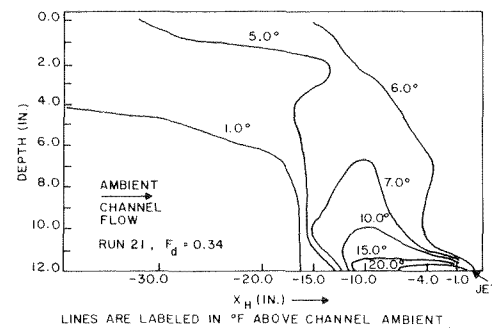 0.0
5.0°
2.0
6.0°
4.0
1.0°
DEPTH (IN.)
6.0
7.0°
8.0
AMBIENT
CHANNEL
FLOW
10.0°
10.0
RUN 21, F_d = 0.34
15.0°
20.0°
12.0
-30.0 -20.0 -15.0 -10.0 -4.0 -1.0
JET
X_H (IN.)
LINES ARE LABELED IN °F ABOVE CHANNEL AMBIENT